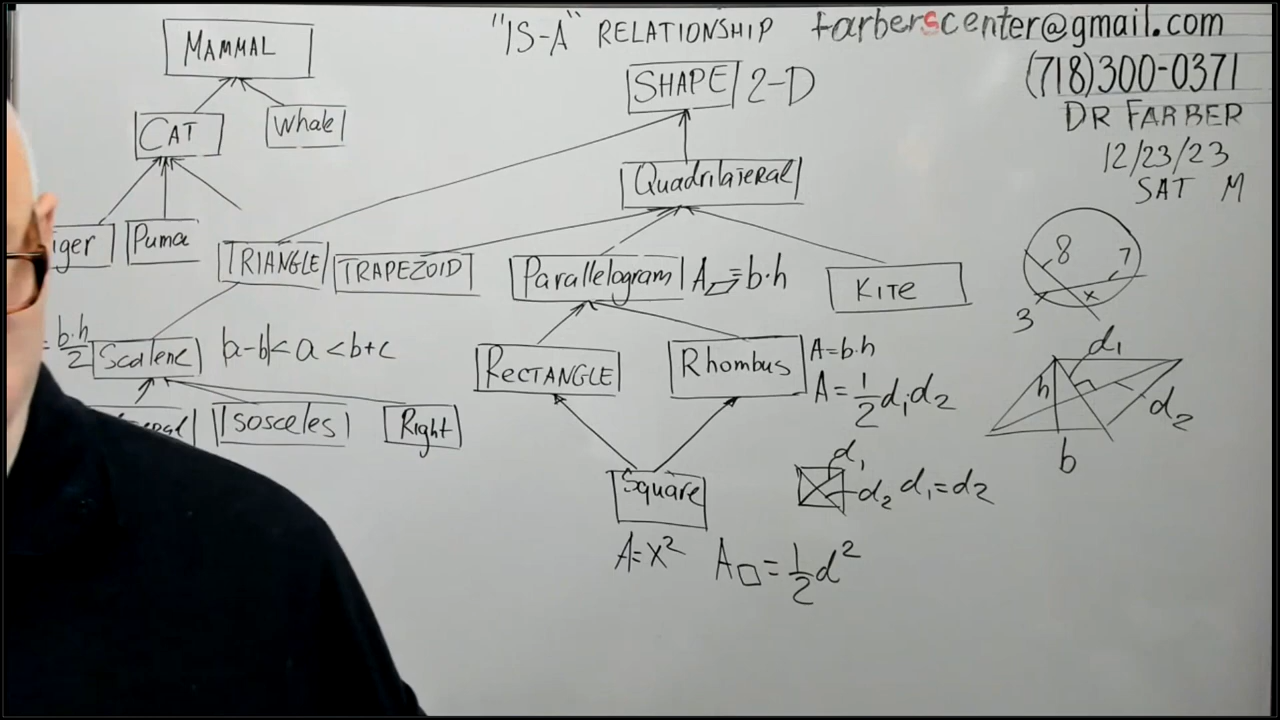 "IS-A" RELATIONSHIP
farberscenter@gmail.com
(718)300-0371
DR FARBER
12/23/23
SAT M
MAMMAL
CAT
Whale
iger
Puma
SHAPE 2-D
Quadrilateral
TRIANGLE
TRAPEZOID
Parallelogram A▱=b·h
KITE
= b·h/2
Scalene |a-b|< a < b+c
Isosceles
Right
RECTANGLE
Rhombus
A=b·h
A=1/2 d1d2
Square
A=x²
A□=1/2 d²
d1
d2 d1=d2
8
7
3
x
d1
h
d2
b